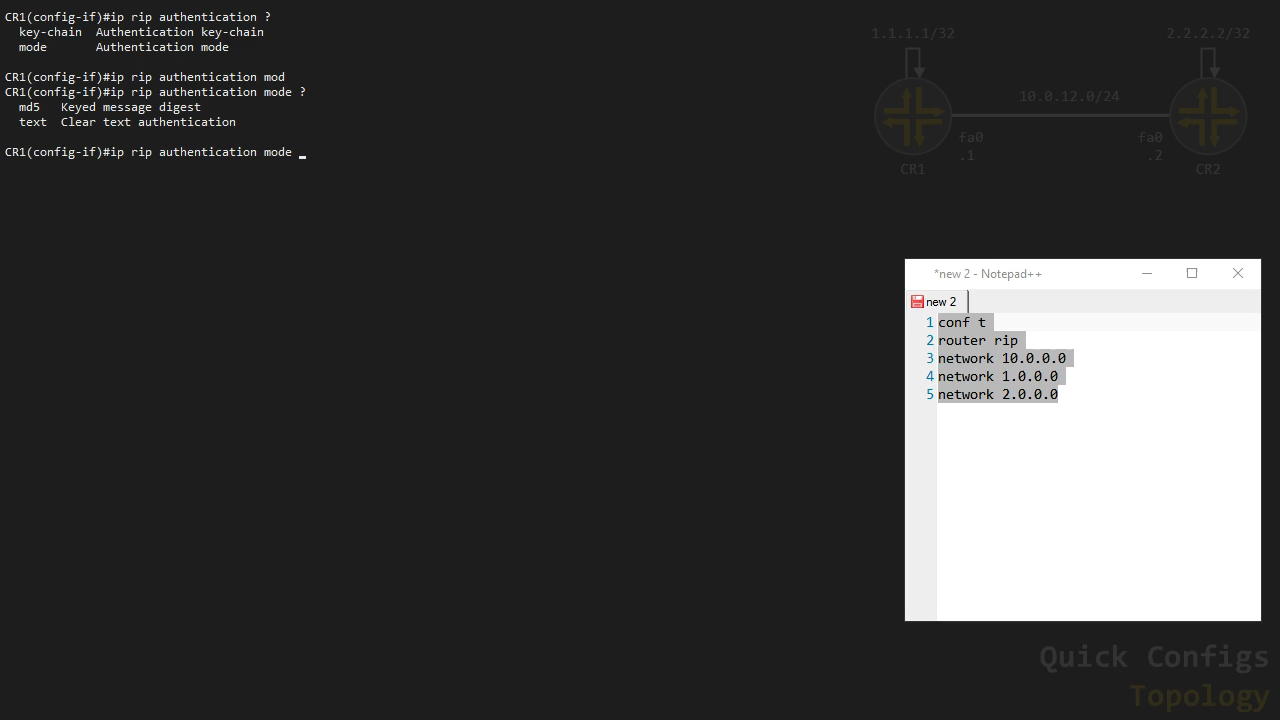 CR1(config-if)#ip rip authentication ?
key-chain Authentication key-chain
mode Authentication mode
CR1(config-if)#ip rip authentication mod
CR1(config-if)#ip rip authentication mode ?
md5 Keyed message digest
text Clear text authentication
CR1(config-if)#ip rip authentication mode _
1.1.1.1/32
2.2.2.2/32
10.0.12.0/24
fa0
.1
fa0
.2
CR1
CR2
*new 2 - Notepad++
new 2
1 conf t
2 router rip
3 network 10.0.0.0
4 network 1.0.0.0
5 network 2.0.0.0
Quick Configs
Topology